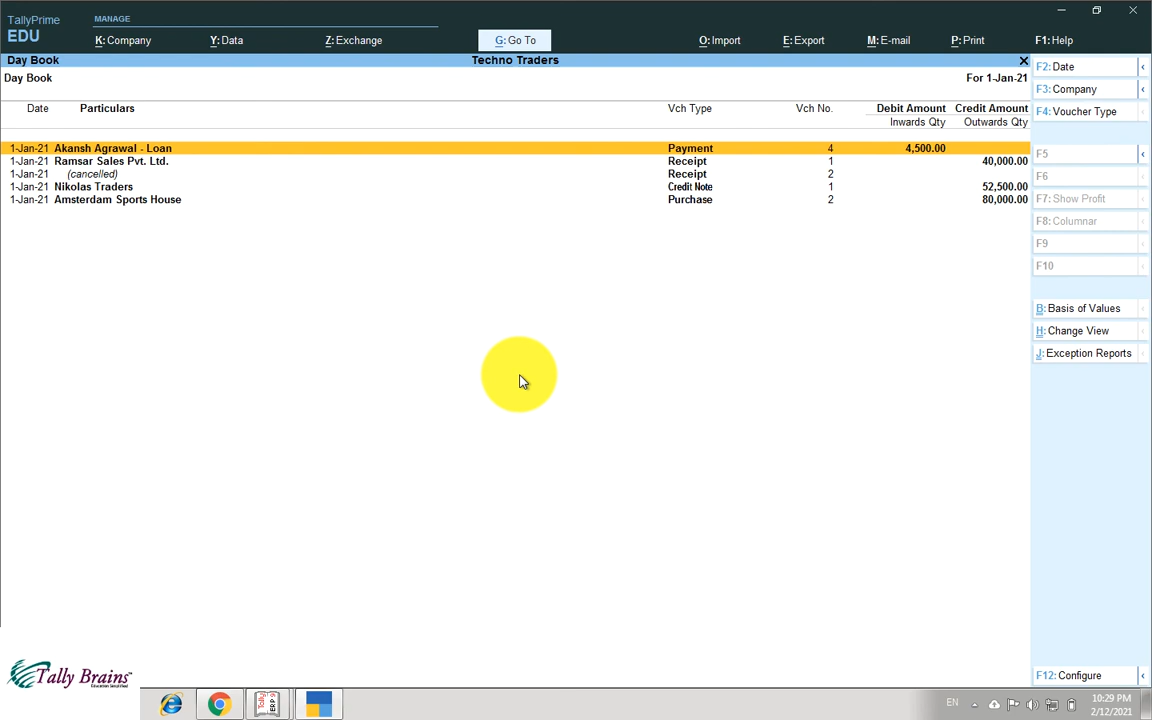 TallyPrime
EDU
MANAGE
K: Company
Y: Data
Z: Exchange
G: Go To
O: Import
E: Export
M: E-mail
P: Print
F1: Help
Day Book
Techno Traders
Day Book
For 1-Jan-21
Date Particulars Vch Type Vch No. Debit Amount Credit Amount
Inwards Qty Outwards Qty
1-Jan-21 Akansh Agrawal - Loan Payment 4 4,500.00
1-Jan-21 Ramsar Sales Pvt. Ltd. Receipt 1 40,000.00
1-Jan-21 (cancelled) Receipt 2
1-Jan-21 Nikolas Traders Credit Note 1 52,500.00
1-Jan-21 Amsterdam Sports House Purchase 2 80,000.00
F2: Date
F3: Company
F4: Voucher Type
F5
F6
F7: Show Profit
F8: Columnar
F9
F10
B: Basis of Values
H: Change View
J: Exception Reports
F12: Configure
Tally Brains
Tally
ERP 9
EN
10:29 PM
2/12/2021